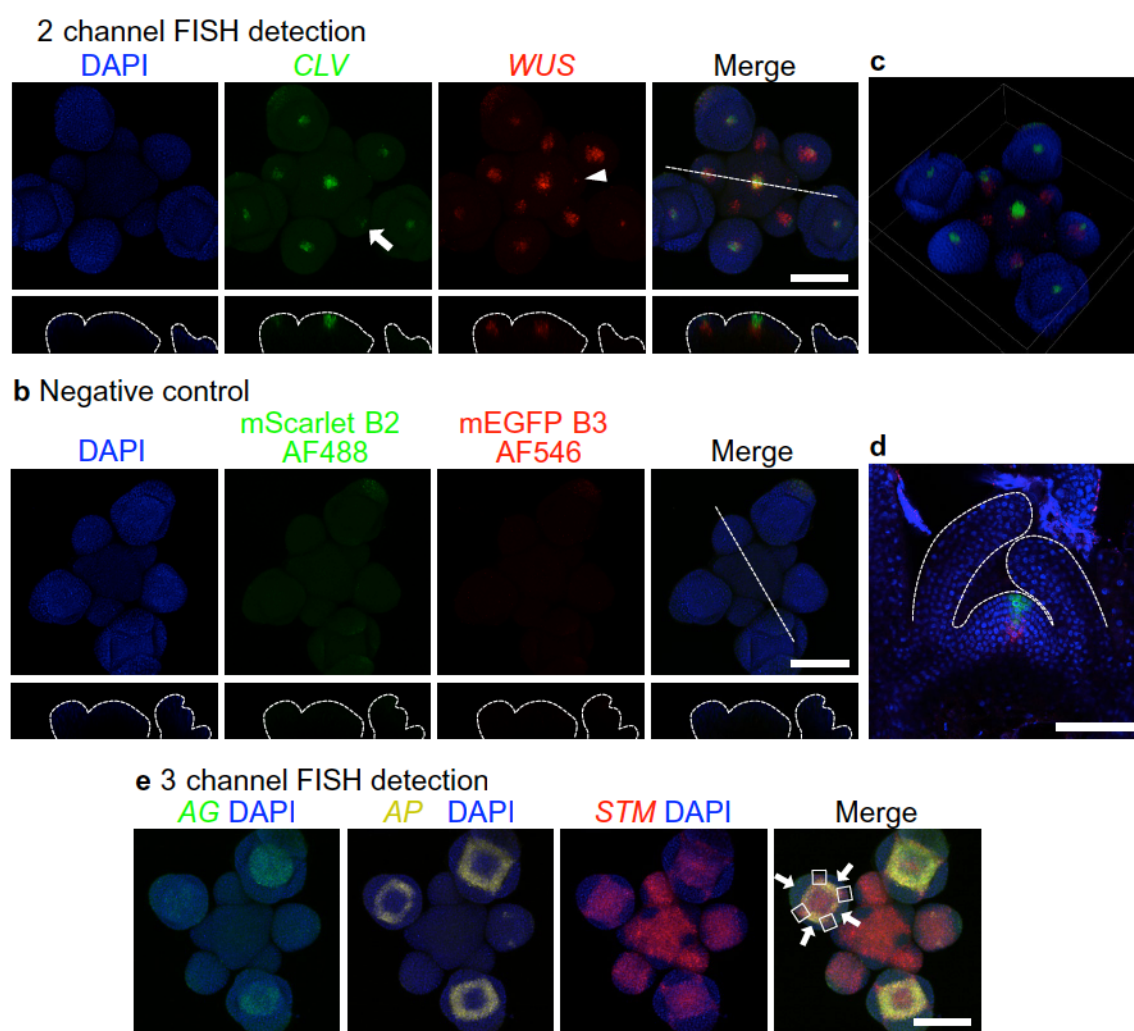 2 channel FISH detection
DAPI CLV WUS Merge
c
b Negative control
DAPI mScarlet B2 AF488 mEGFP B3 AF546 Merge
d
e 3 channel FISH detection
AG DAPI AP DAPI STM DAPI Merge